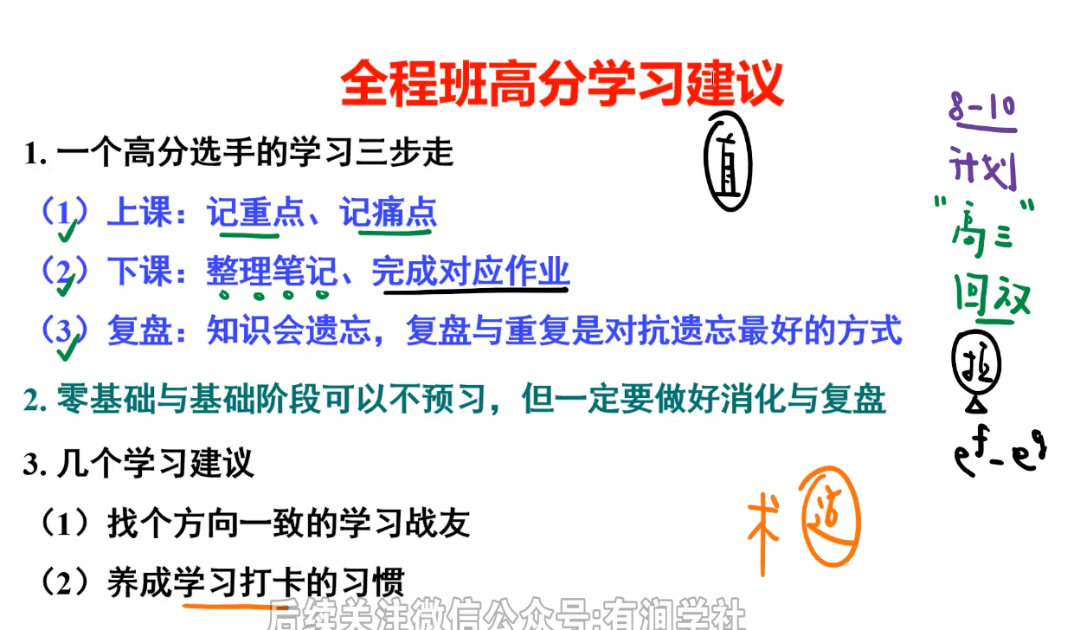 全程班高分学习建议
1. 一个高分选手的学习三步走
（1）上课：记重点、记痛点
（2）下课：整理笔记、完成对应作业
（3）复盘：知识会遗忘，复盘与重复是对抗遗忘最好的方式
2. 零基础与基础阶段可以不预习，但一定要做好消化与复盘
3. 几个学习建议
（1）找个方向一致的学习战友
（2）养成学习打卡的习惯
直
8-10
计划
"高三"
回放
e^f-e^g
术
后续关注微信公众号:有涧学社